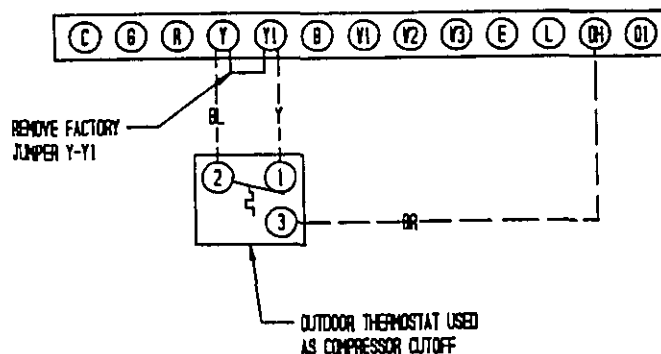 C G R Y Y1 B W1 W2 W3 E L OH O1
REMOVE FACTORY
JUMPER Y-Y1
BL Y
2 1
3 BR
OUTDOOR THERMOSTAT USED
AS COMPRESSOR CUTOFF